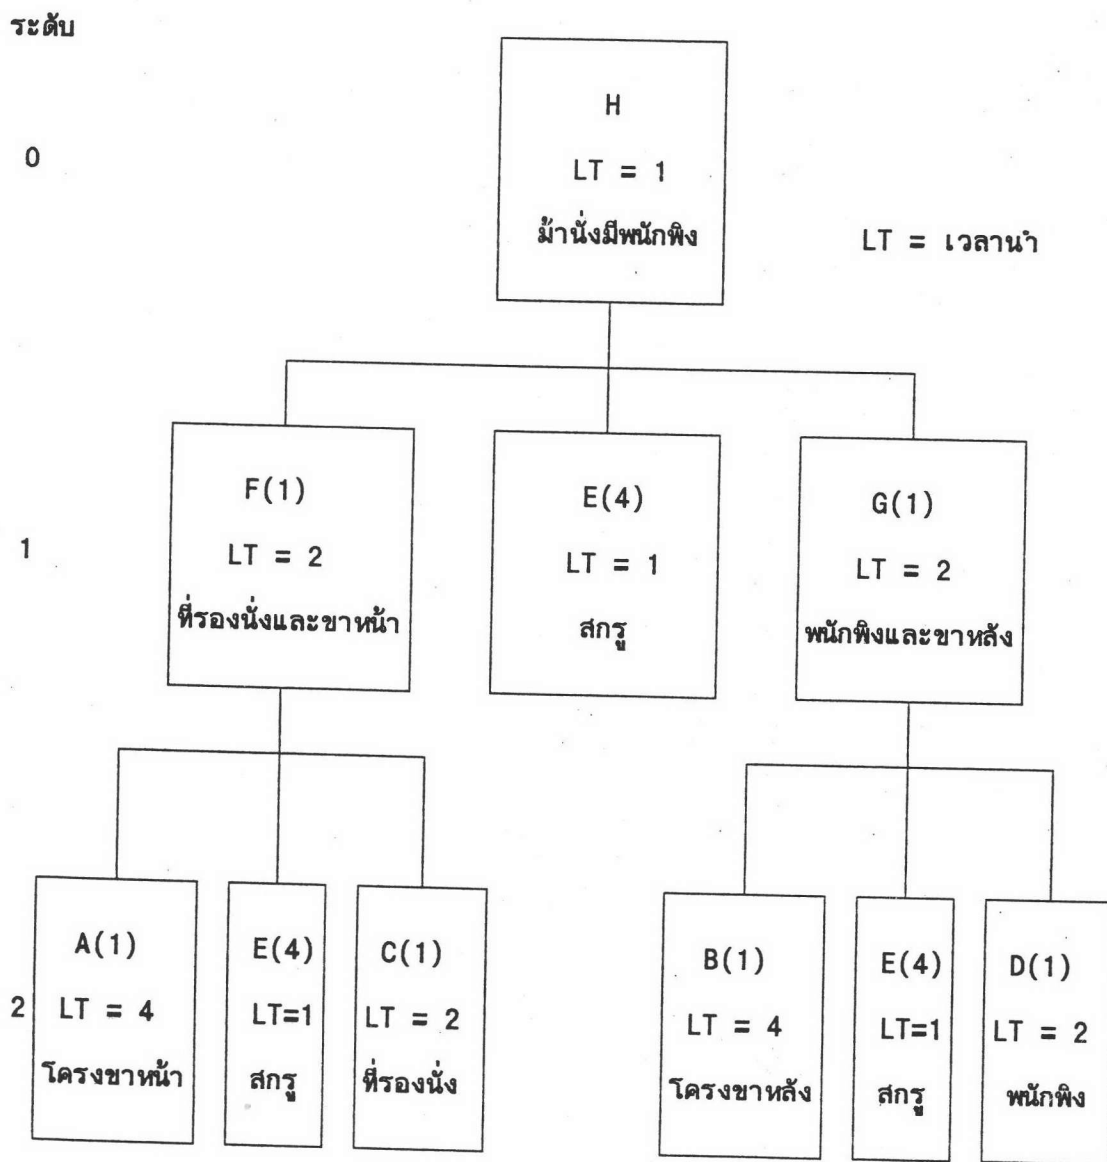 ระดับ
0
H
LT = 1
ม้านั่งมีพนักพิง
LT = เวลานำ
1
F(1)
LT = 2
ที่รองนั่งและขาหน้า
E(4)
LT = 1
สกรู
G(1)
LT = 2
พนักพิงและขาหลัง
2
A(1)
LT = 4
โครงขาหน้า
E(4)
LT=1
สกรู
C(1)
LT = 2
ที่รองนั่ง
B(1)
LT = 4
โครงขาหลัง
E(4)
LT=1
สกรู
D(1)
LT = 2
พนักพิง